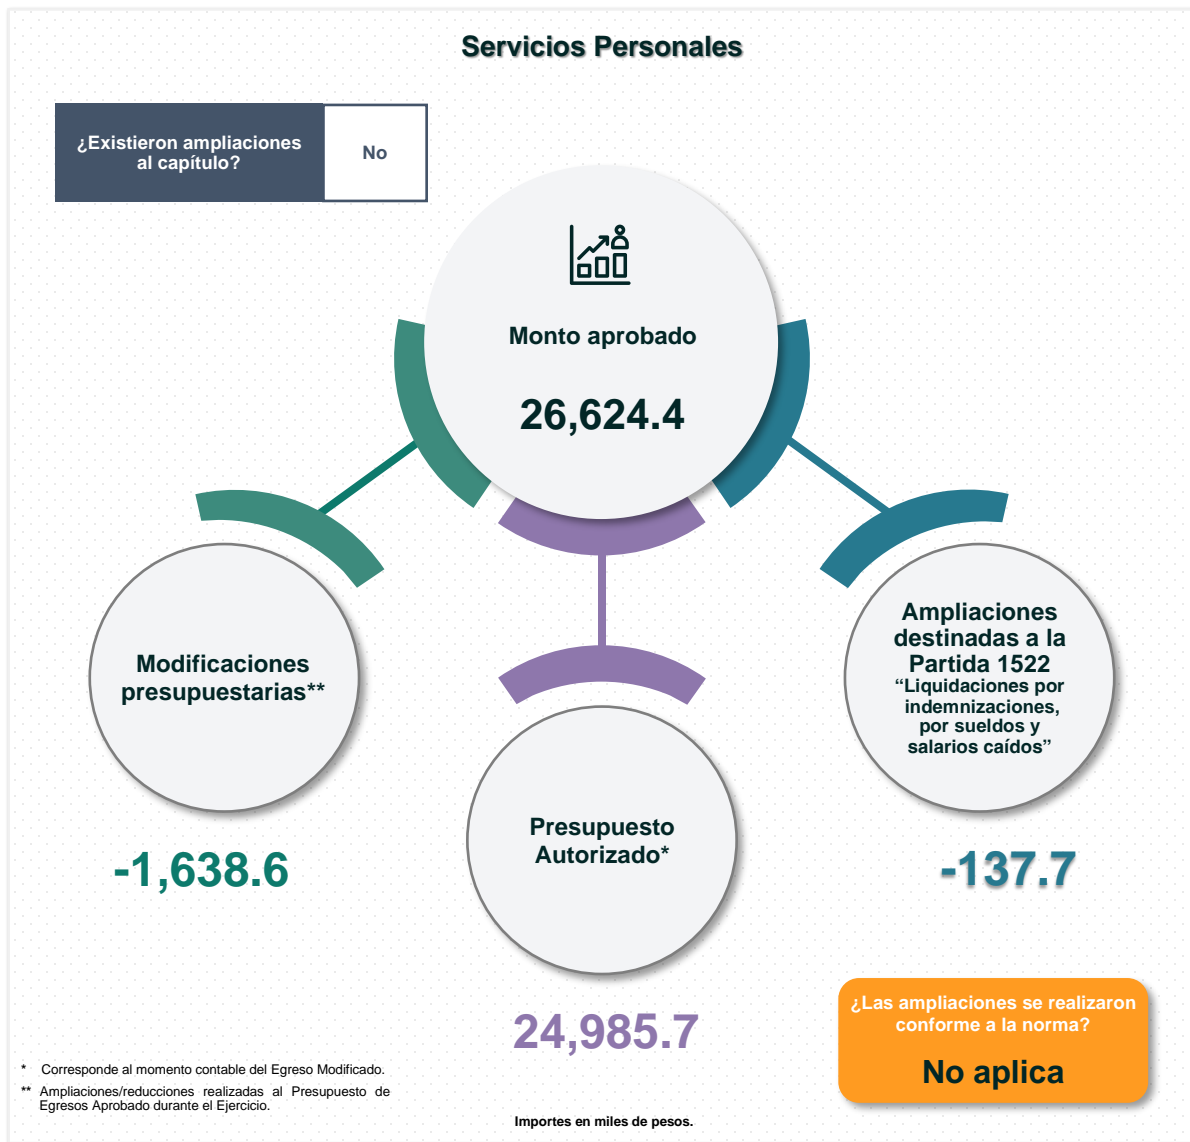 Servicios Personales
¿Existieron ampliaciones
al capítulo?
No
Monto aprobado
26,624.4
Modificaciones
presupuestarias**
-1,638.6
Presupuesto
Autorizado*
24,985.7
Ampliaciones
destinadas a la
Partida 1522
“Liquidaciones por
indemnizaciones,
por sueldos y
salarios caídos”
-137.7
¿Las ampliaciones se realizaron
conforme a la norma?
No aplica
* Corresponde al momento contable del Egreso Modificado.
** Ampliaciones/reducciones realizadas al Presupuesto de
Egresos Aprobado durante el Ejercicio.
Importes en miles de pesos.